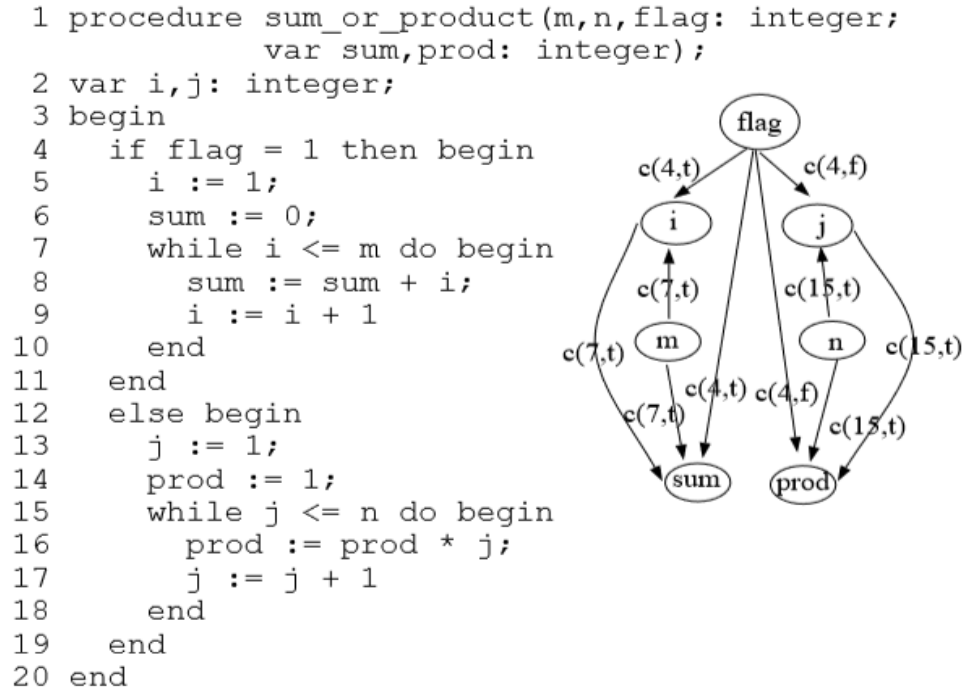 1 procedure sum_or_product(m,n,flag: integer;
var sum,prod: integer);
2 var i,j: integer;
3 begin
4 if flag = 1 then begin
5 i := 1;
6 sum := 0;
7 while i <= m do begin
8 sum := sum + i;
9 i := i + 1
10 end
11 end
12 else begin
13 j := 1;
14 prod := 1;
15 while j <= n do begin
16 prod := prod * j;
17 j := j + 1
18 end
19 end
20 end
flag
c(4,t)
c(4,f)
i
j
c(7,t)
c(15,t)
m
n
c(7,t)
c(15,t)
c(4,t)
c(4,f)
c(7,t)
c(15,t)
sum
prod